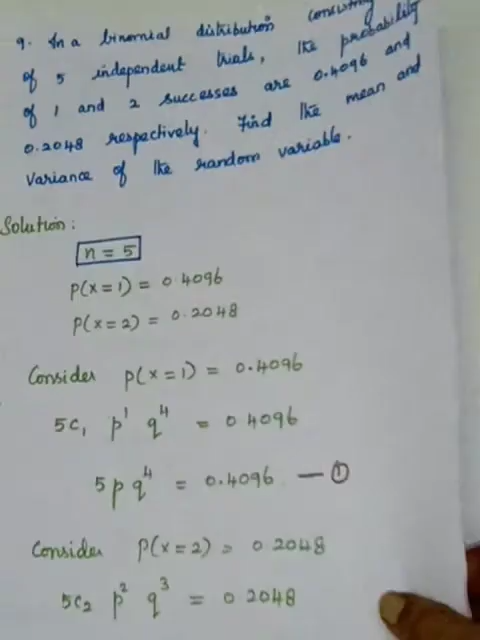 9. In a binomial distribution consisting
of 5 independent trials, the probability
of 1 and 2 successes are 0.4096 and
0.2048 respectively. Find the mean and
Variance of the random variable.
Solution:
n = 5
P(x=1) = 0.4096
P(x=2) = 0.2048
Consider P(x=1) = 0.4096
5C₁ p¹ q⁴ = 0.4096
5pq⁴ = 0.4096 — ①
Consider P(x=2) = 0.2048
5C₂ p² q³ = 0.2048